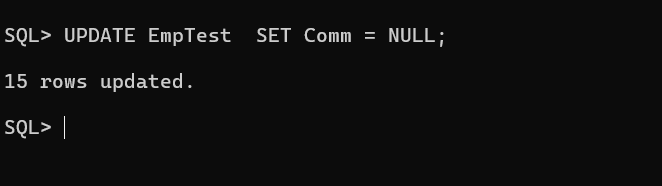 SQL> UPDATE EmpTest  SET Comm = NULL;
15 rows updated.
SQL>